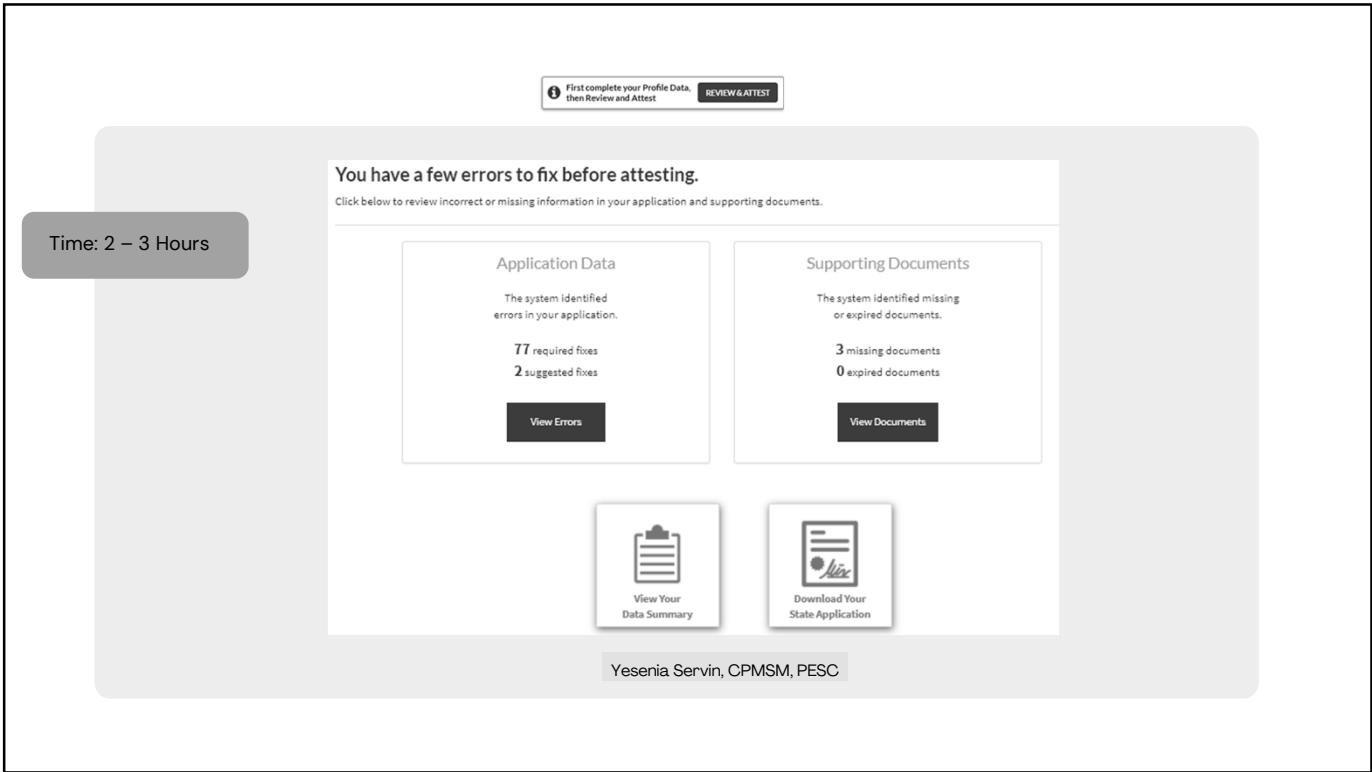 First complete your Profile Data,
then Review and Attest
REVIEW & ATTEST
You have a few errors to fix before attesting.
Click below to review incorrect or missing information in your application and supporting documents.
Time: 2 – 3 Hours
Application Data
The system identified
errors in your application.
77 required fixes
2 suggested fixes
View Errors
Supporting Documents
The system identified missing
or expired documents.
3 missing documents
0 expired documents
View Documents
View Your
Data Summary
Download Your
State Application
Yesenia Servin, CPMSM, PESC